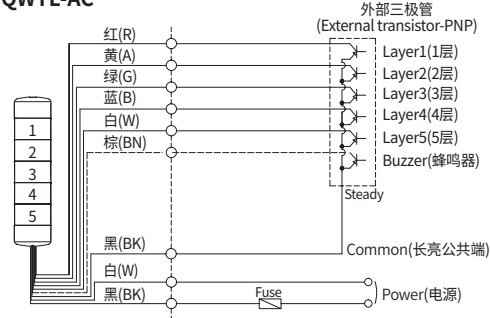 QWTL-AC
外部三极管
(External transistor-PNP)
红(R)
黄(A)
绿(G)
蓝(B)
白(W)
棕(BN)
Layer1(1层)
Layer2(2层)
Layer3(3层)
Layer4(4层)
Layer5(5层)
Buzzer(蜂鸣器)
1
2
3
4
5
Steady
黑(BK)
Common(长亮公共端)
白(W)
黑(BK)
Fuse
Power(电源)